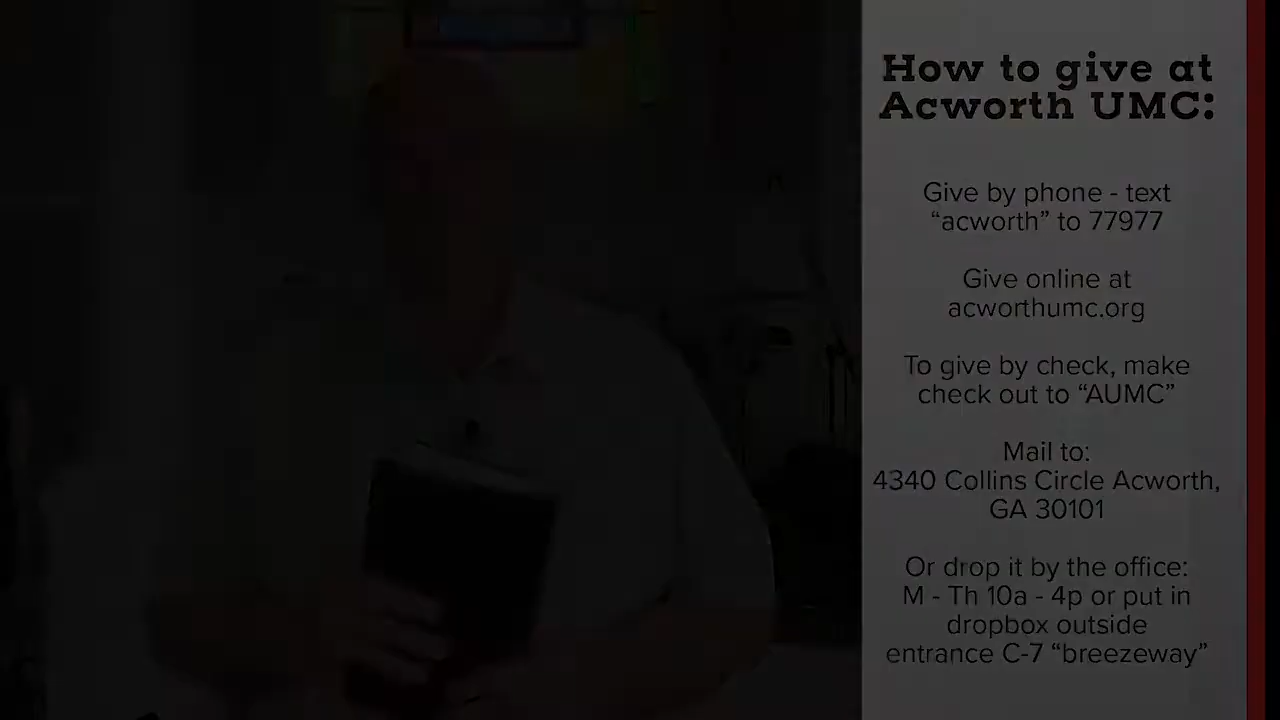 How to give at
Acworth UMC:
Give by phone - text
“acworth” to 77977
Give online at
acworthumc.org
To give by check, make
check out to “AUMC”
Mail to:
4340 Collins Circle Acworth,
GA 30101
Or drop it by the office:
M - Th 10a - 4p or put in
dropbox outside
entrance C-7 “breezeway”